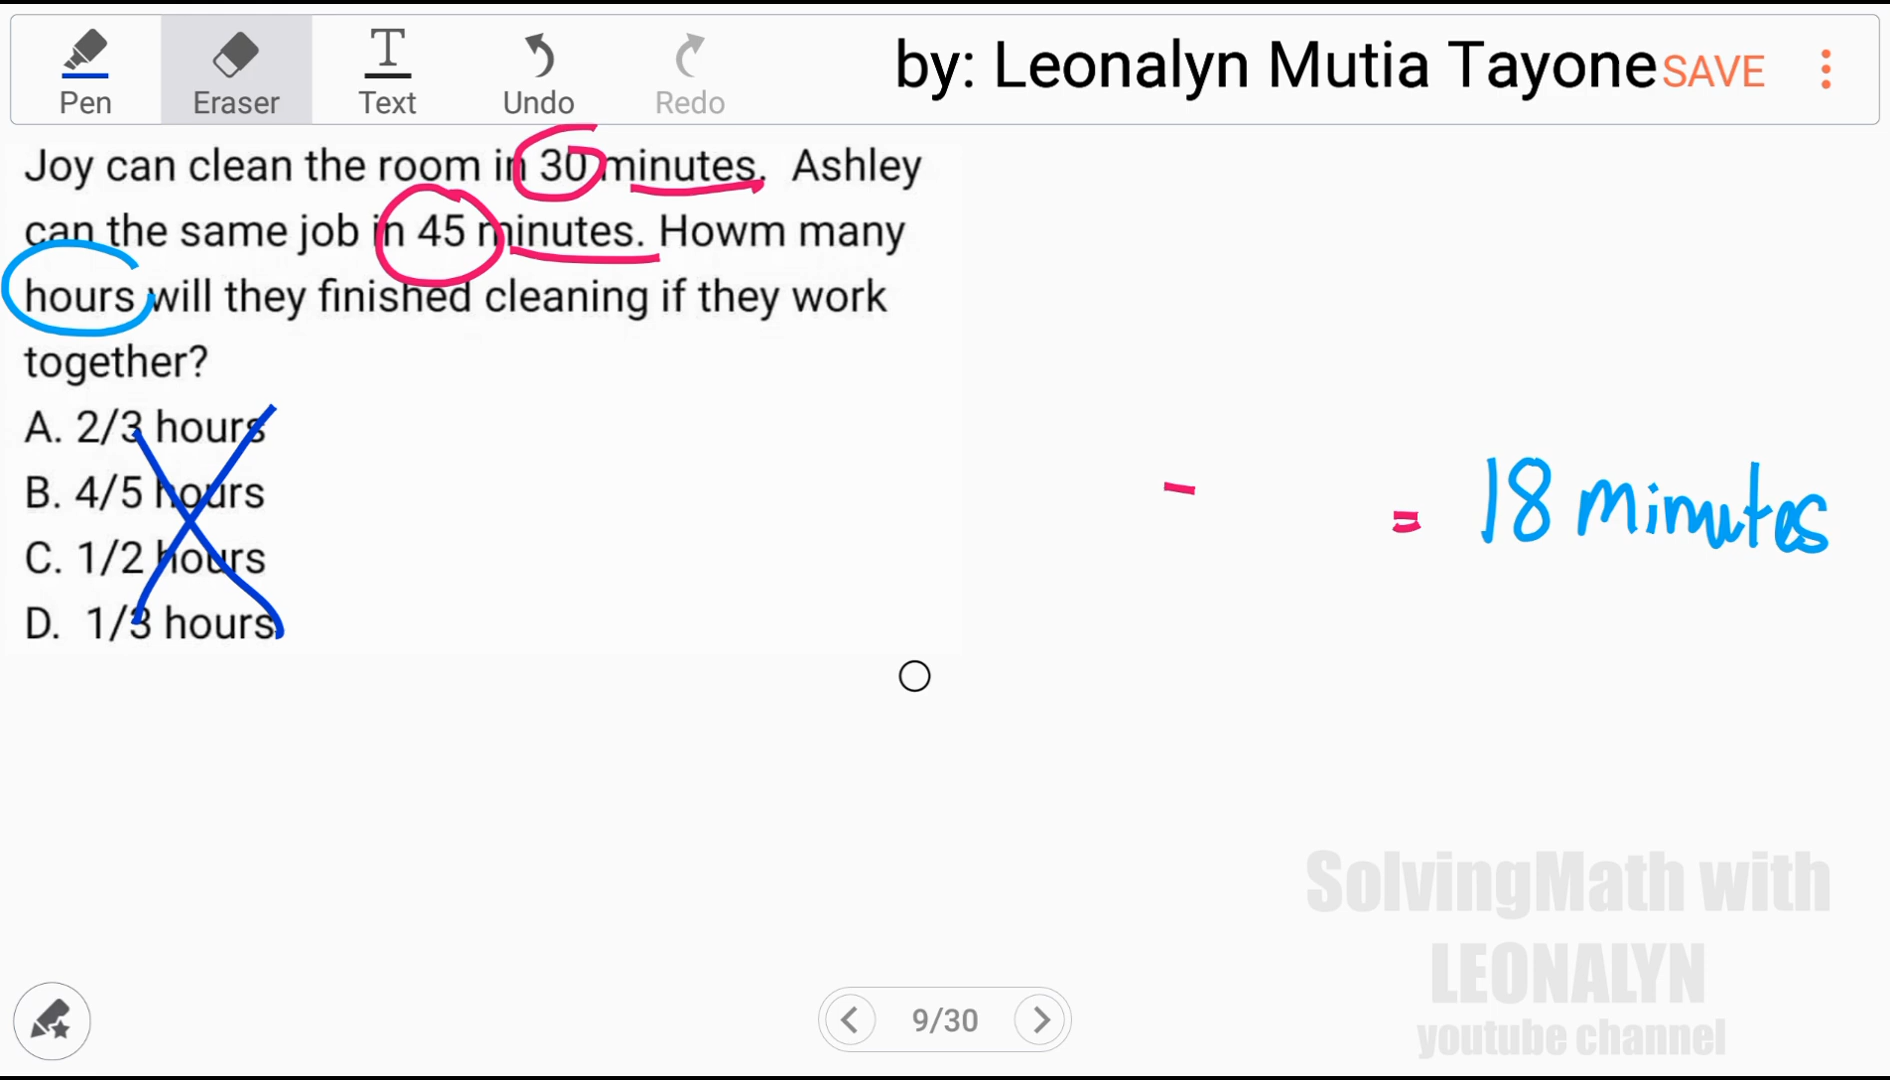 Pen
Eraser
Text
Undo
Redo
by: Leonalyn Mutia Tayone
SAVE
Joy can clean the room in 30 minutes. Ashley
can the same job in 45 minutes. Howm many
hours will they finished cleaning if they work
together?
A. 2/3 hours
B. 4/5 hours
C. 1/2 hours
D. 1/3 hours
- = 18 minutes
SolvingMath with
LEONALYN
youtube channel
9/30